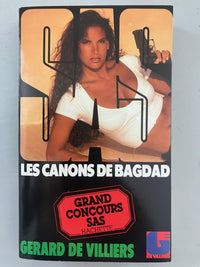 SAS
LES CANONS DE BAGDAD
GRAND
CONCOURS
SAS
HACHETTE
GERARD DE VILLIERS